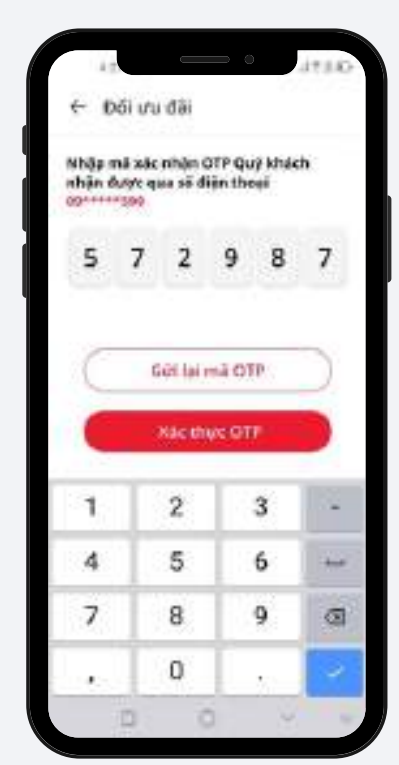 ← Đổi ưu đãi
Nhập mã xác nhận OTP Quý khách
nhận được qua số điện thoại
09*****599
5 7 2 9 8 7
Gửi lại mã OTP
Xác thực OTP
1 2 3 -
4 5 6
7 8 9
, 0 .